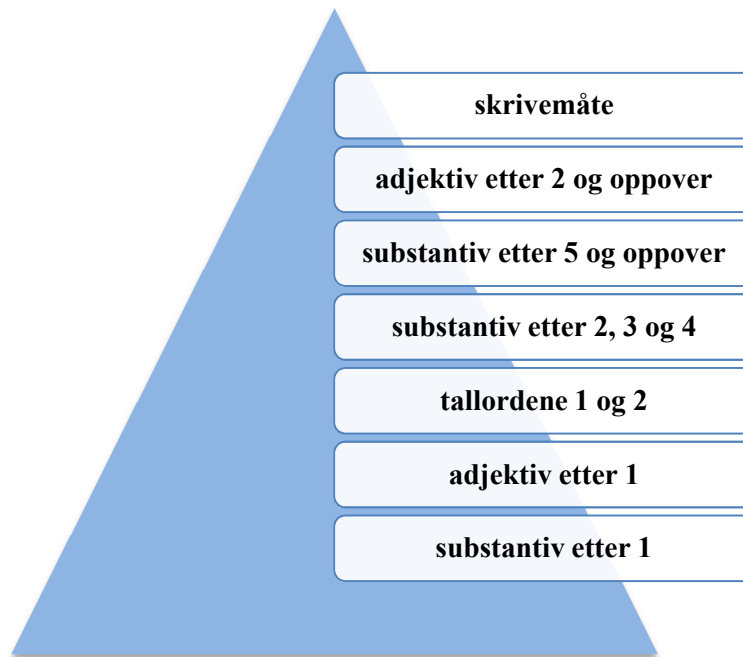 skrivemåte
adjektiv etter 2 og oppover
substantiv etter 5 og oppover
substantiv etter 2, 3 og 4
tallordene 1 og 2
adjektiv etter 1
substantiv etter 1